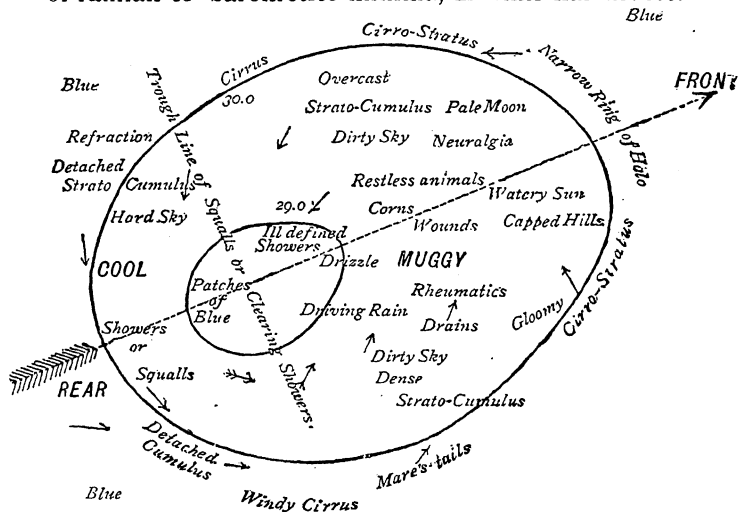 Blue
Cirro-Stratus
Narrow Ring of Halo
FRONT
Blue
Cirrus
30.0
Overcast
Trough Line of Squalls or Clearing Showers.
Strato-Cumulus
Pale Moon
Refraction
Dirty Sky
Neuralgia
Detached
Strato Cumulus
Restless animals
Watery Sun
Hard Sky
29.0
Corns
Wounds
Capped Hills
Ill defined
Showers
COOL
Drizzle
MUGGY
Patches
of
Blue
Rheumatics
Driving Rain
Drains
Gloomy
Cirro-Stratus
Showers
or
Squalls
Dirty Sky
Dense
Strato-Cumulus
REAR
Detached
Cumulus
Mare's-tails
Blue
Windy Cirrus